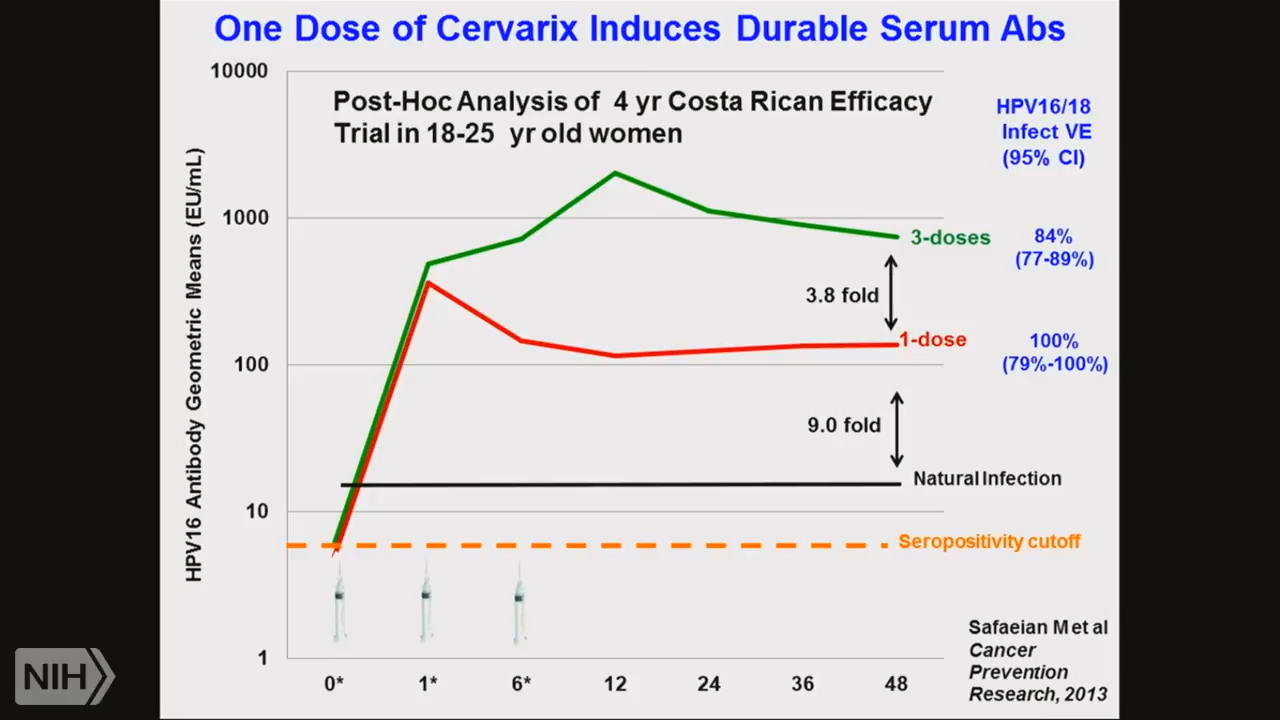 One Dose of Cervarix Induces Durable Serum Abs
10000
1000
100
10
1
HPV16 Antibody Geometric Means (EU/mL)
Post-Hoc Analysis of 4 yr Costa Rican Efficacy
Trial in 18-25 yr old women
HPV16/18
Infect VE
(95% CI)
3-doses
84%
(77-89%)
3.8 fold
1-dose
100%
(79%-100%)
9.0 fold
Natural Infection
Seropositivity cutoff
0* 1* 6* 12 24 36 48
Safaeian M et al
Cancer
Prevention
Research, 2013
NIH